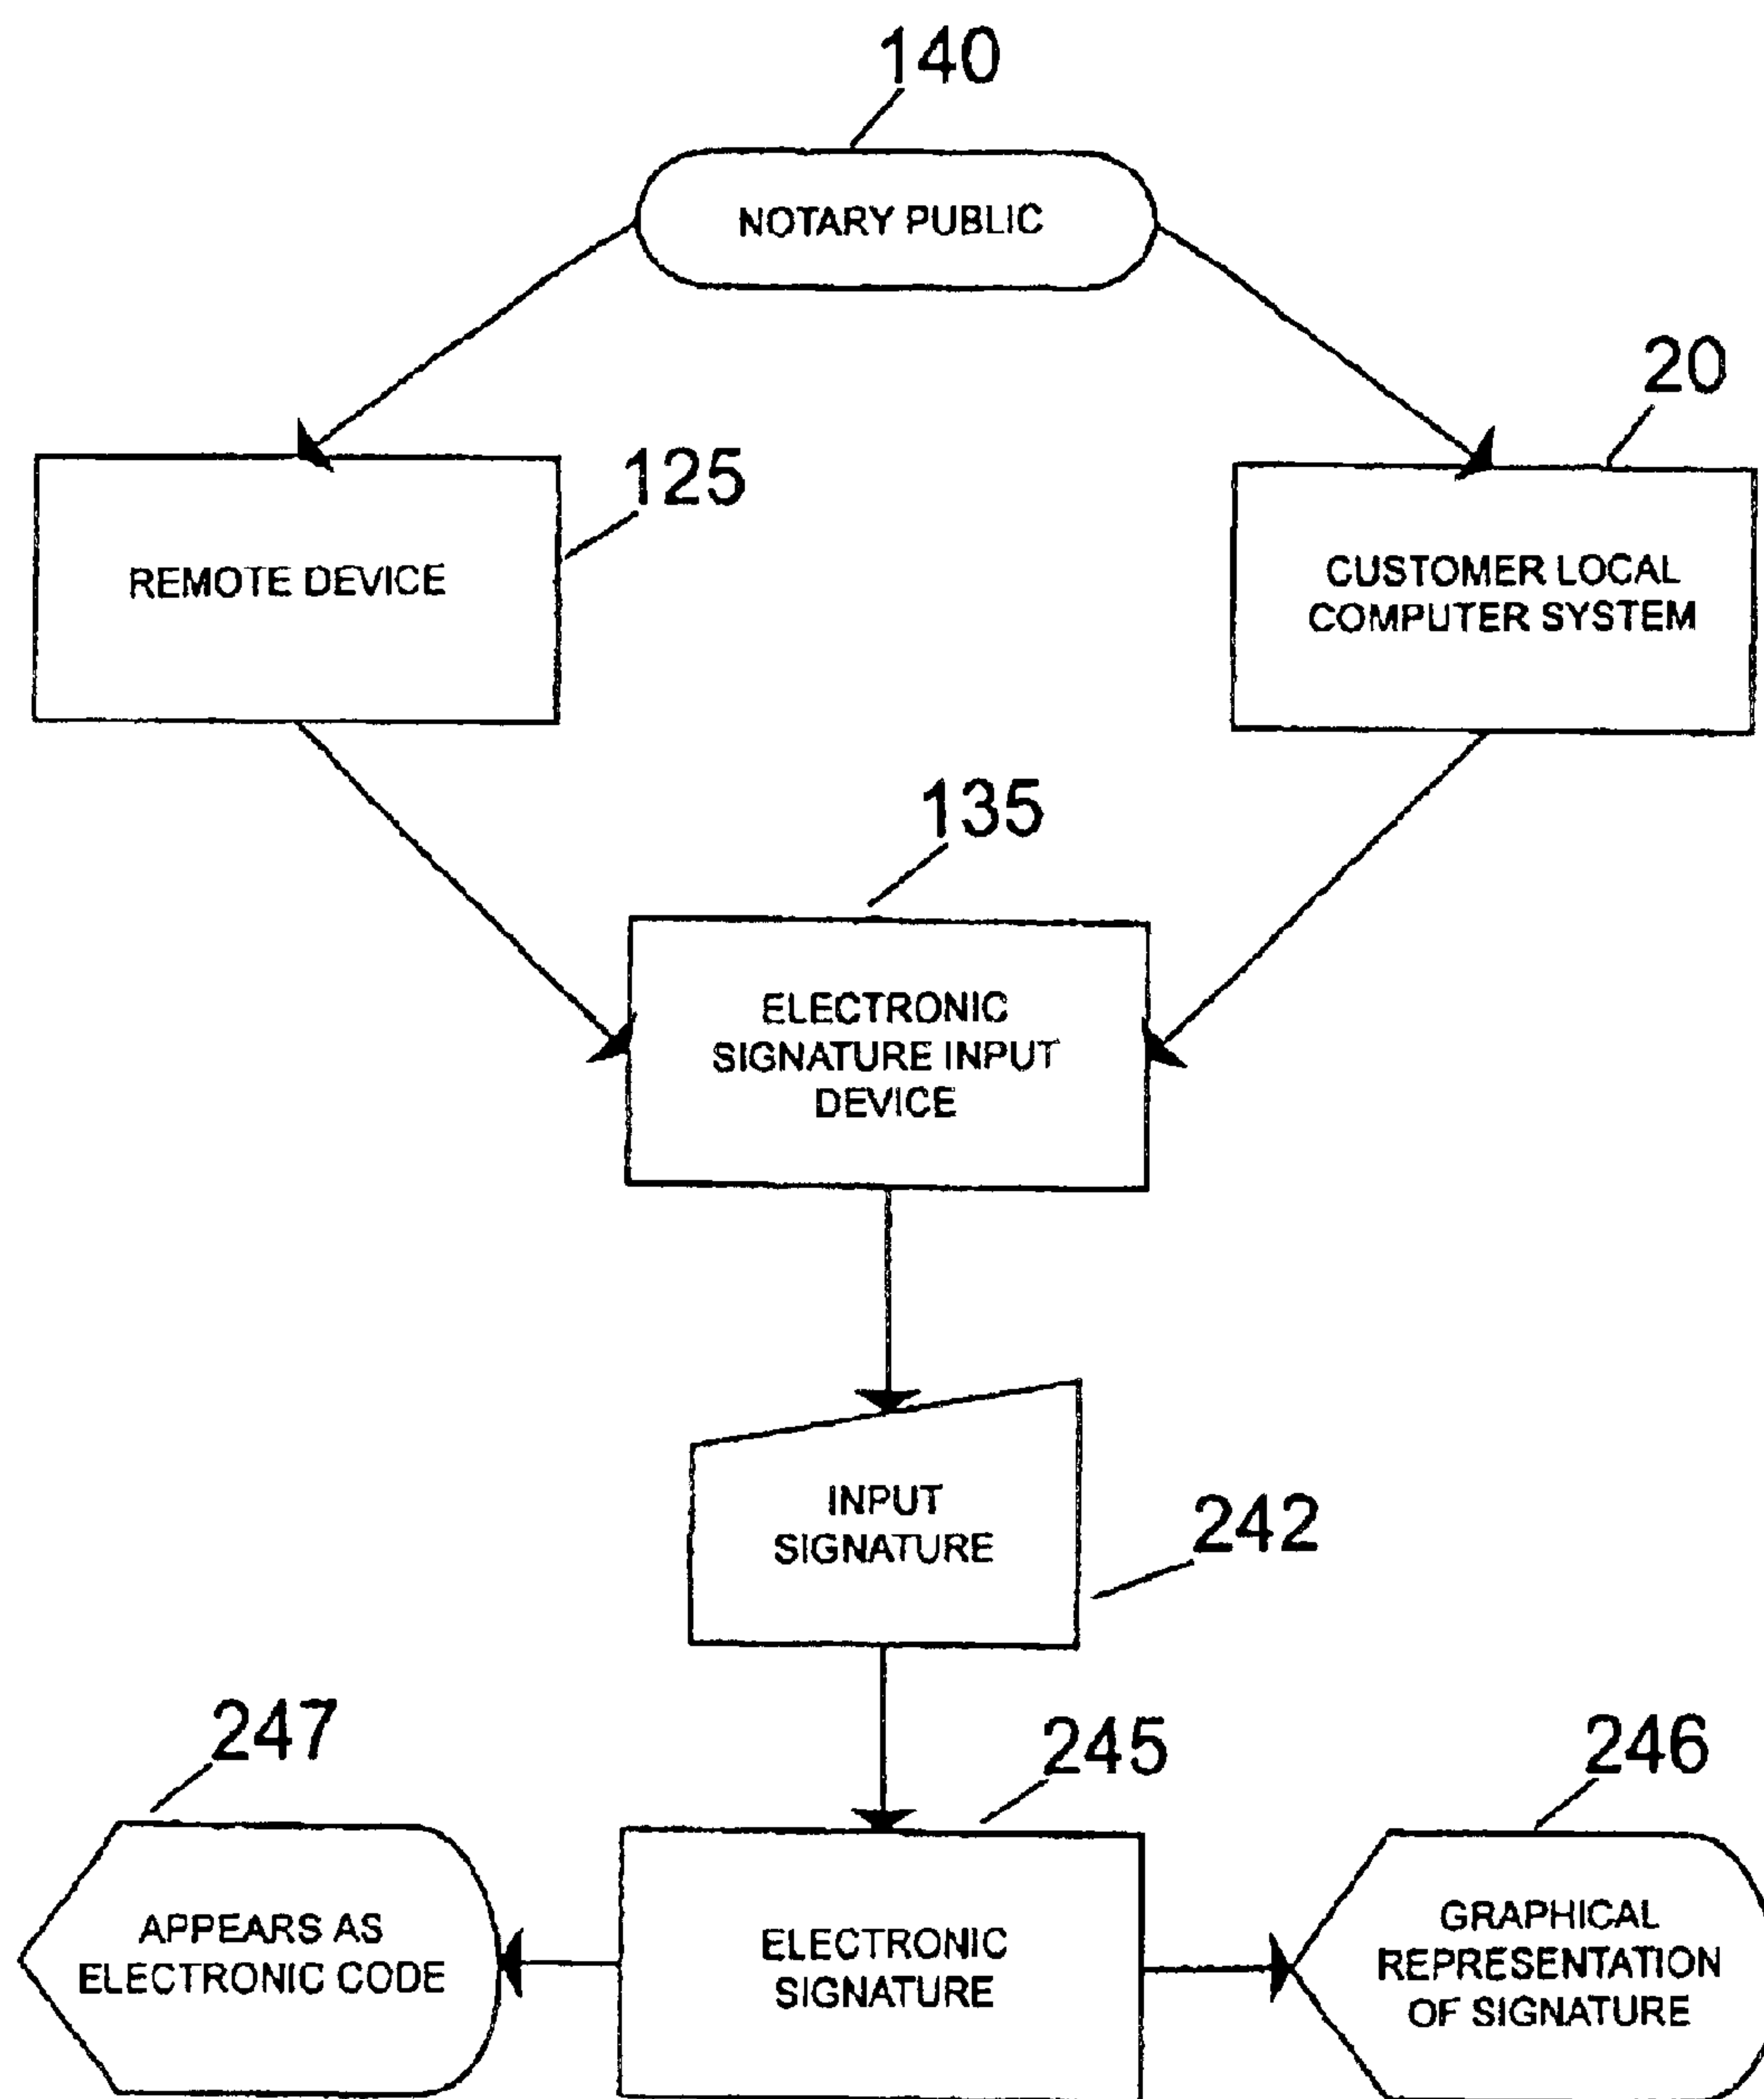 140
NOTARY PUBLIC
20
125
REMOTE DEVICE
CUSTOMER LOCAL
COMPUTER SYSTEM
135
ELECTRONIC
SIGNATURE INPUT
DEVICE
INPUT
SIGNATURE
242
247
245
246
APPEARS AS
ELECTRONIC CODE
ELECTRONIC
SIGNATURE
GRAPHICAL
REPRESENTATION
OF SIGNATURE